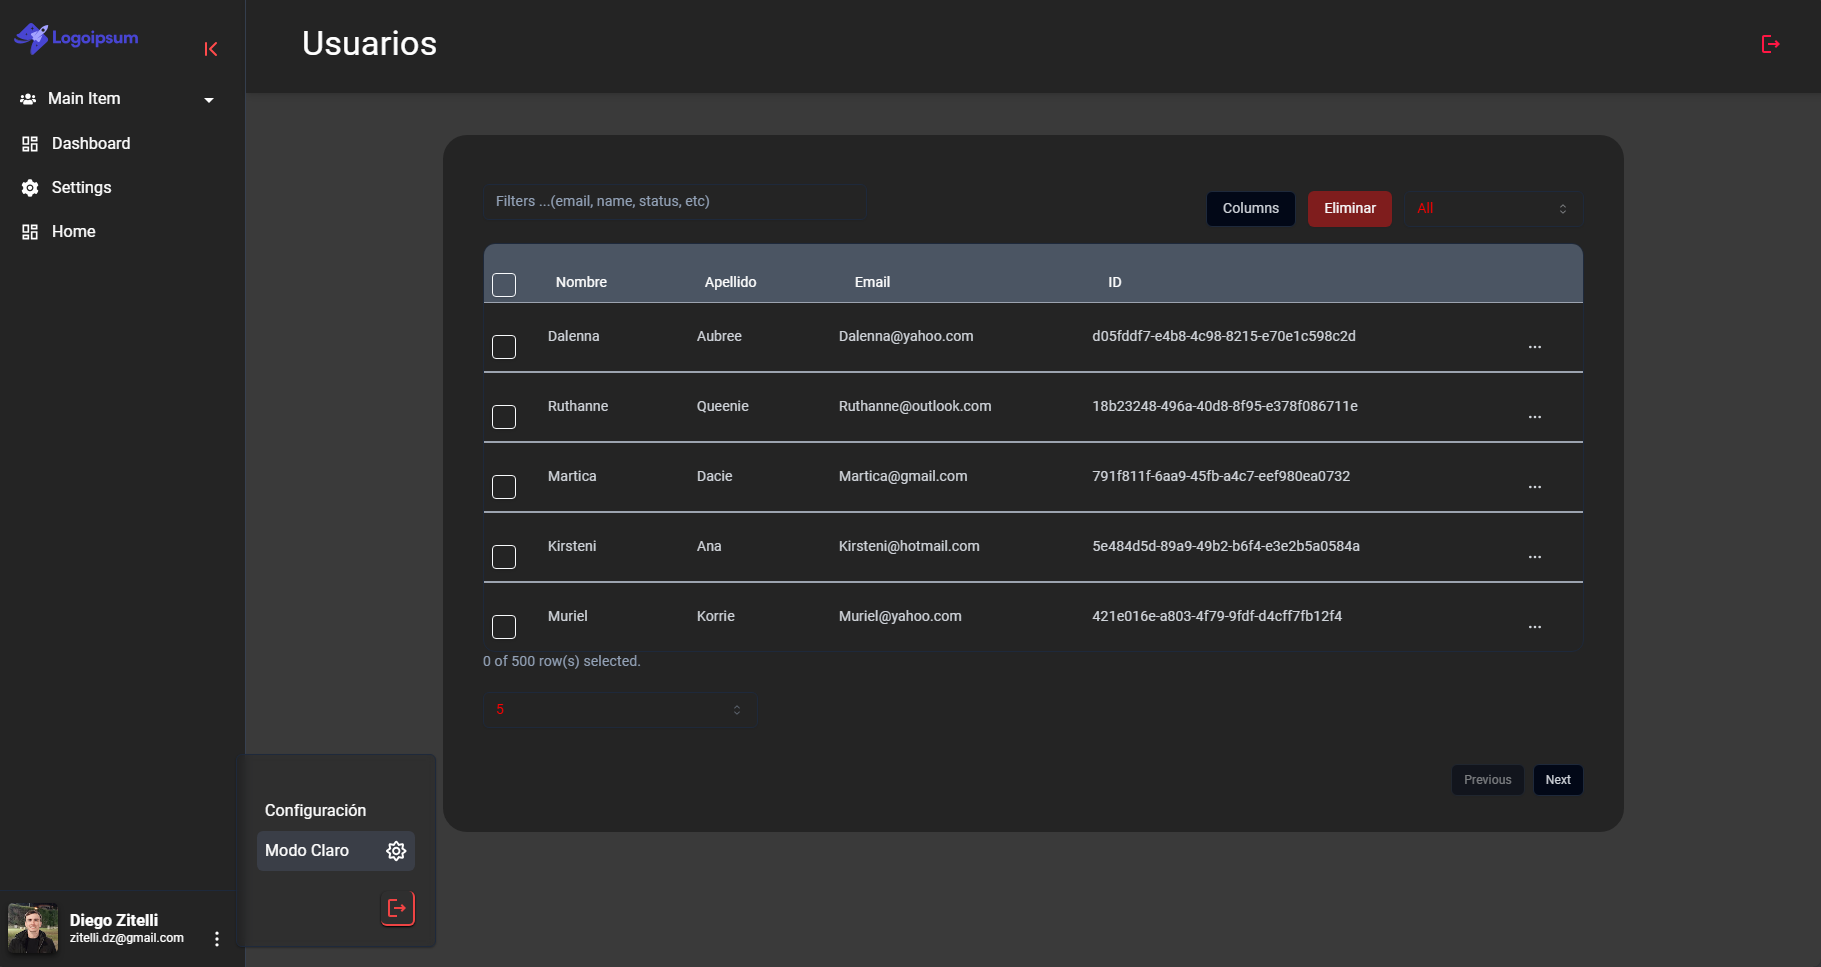 Logoipsum
Main Item
Dashboard
Settings
Home
Usuarios
Filters ...(email, name, status, etc)
Columns
Eliminar
All
Nombre Apellido Email ID
Dalenna Aubree Dalenna@yahoo.com d05fddf7-e4b8-4c98-8215-e70e1c598c2d ...
Ruthanne Queenie Ruthanne@outlook.com 18b23248-496a-40d8-8f95-e378f086711e ...
Martica Dacie Martica@gmail.com 791f811f-6aa9-45fb-a4c7-eef980ea0732 ...
Kirsteni Ana Kirsteni@hotmail.com 5e484d5d-89a9-49b2-b6f4-e3e2b5a0584a ...
Muriel Korrie Muriel@yahoo.com 421e016e-a803-4f79-9fdf-d4cff7fb12f4 ...
0 of 500 row(s) selected.
5
Previous
Next
Configuración
Modo Claro
Diego Zitelli
zitelli.dz@gmail.com